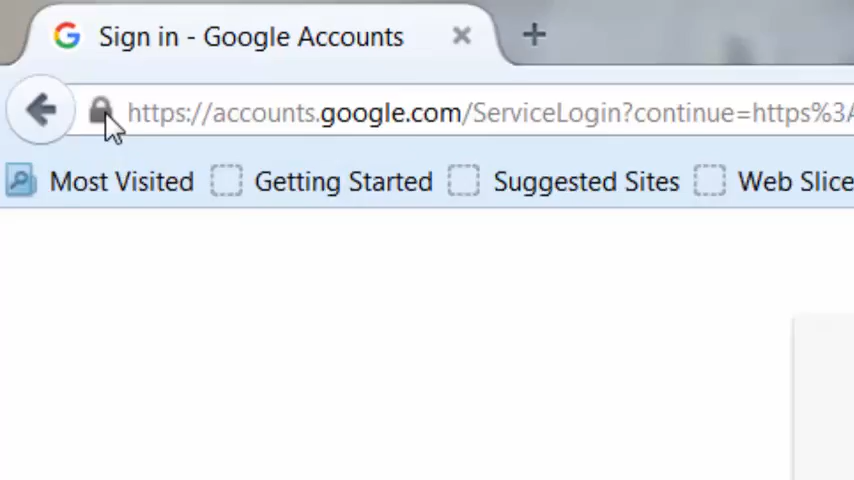 Sign in - Google Accounts
https://accounts.google.com/ServiceLogin?continue=https%3A
Most Visited Getting Started Suggested Sites Web Slice